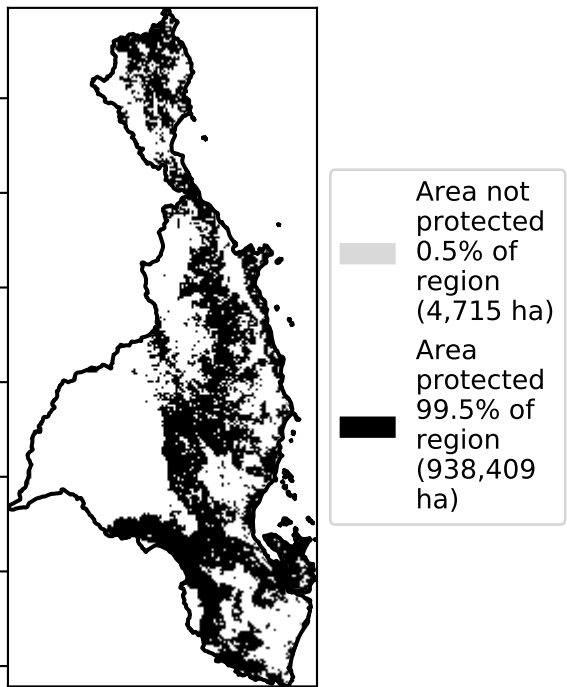 Area not
protected
0.5% of
region
(4,715 ha)
Area
protected
99.5% of
region
(938,409
ha)